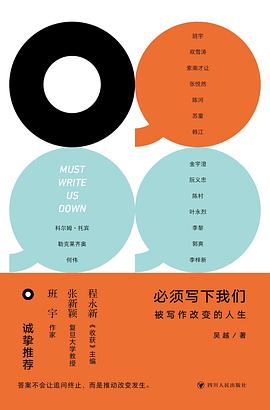 班宇
双雪涛
索南才让
张悦然
陈河
苏童
韩江
MUST
WRITE
US
DOWN
科尔姆·托宾
勒克莱齐奥
何伟
金宇澄
阮义忠
陈村
叶永烈
李黎
郭爽
李梓新
必须写下我们
被写作改变的人生
吴越／著
程永新 《收获》主编
张新颖 复旦大学教授
班宇 作家
诚挚推荐
答案不会让追问终止，而是推动改变发生。
四川人民出版社